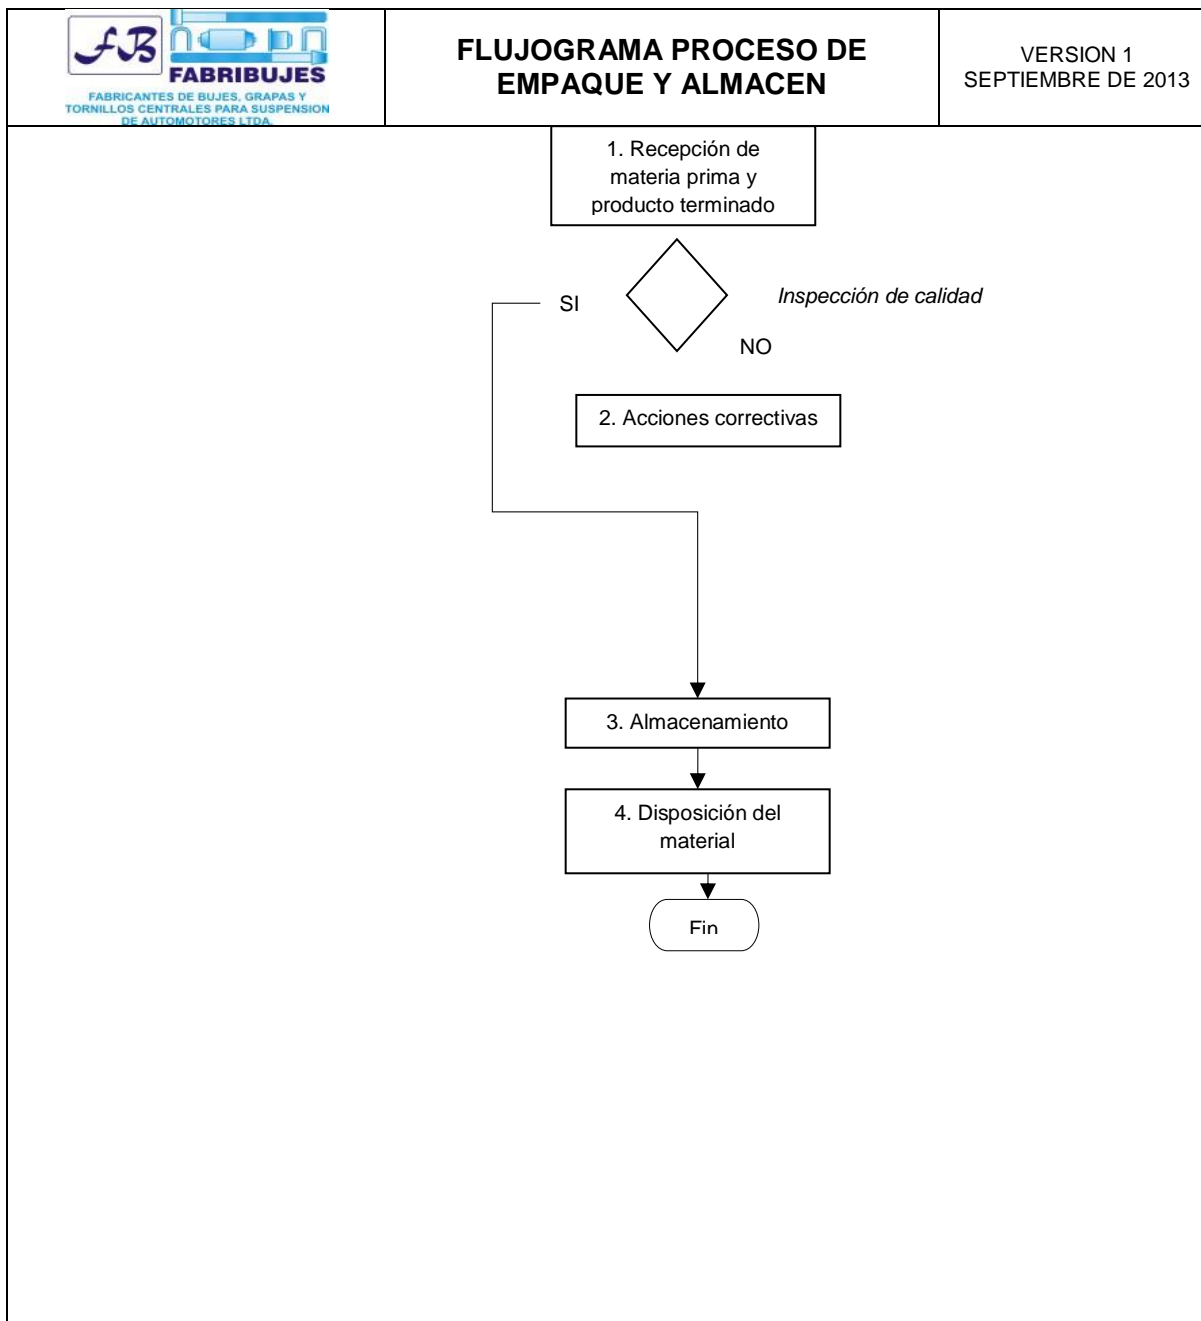 fB
FABRIBUJES
FABRICANTES DE BUJES, GRAPAS Y
TORNILLOS CENTRALES PARA SUSPENSION
DE AUTOMOTORES LTDA.
FLUJOGRAMA PROCESO DE
EMPAQUE Y ALMACEN
VERSION 1
SEPTIEMBRE DE 2013
1. Recepción de
materia prima y
producto terminado
SI
Inspección de calidad
NO
2. Acciones correctivas
3. Almacenamiento
4. Disposición del
material
Fin